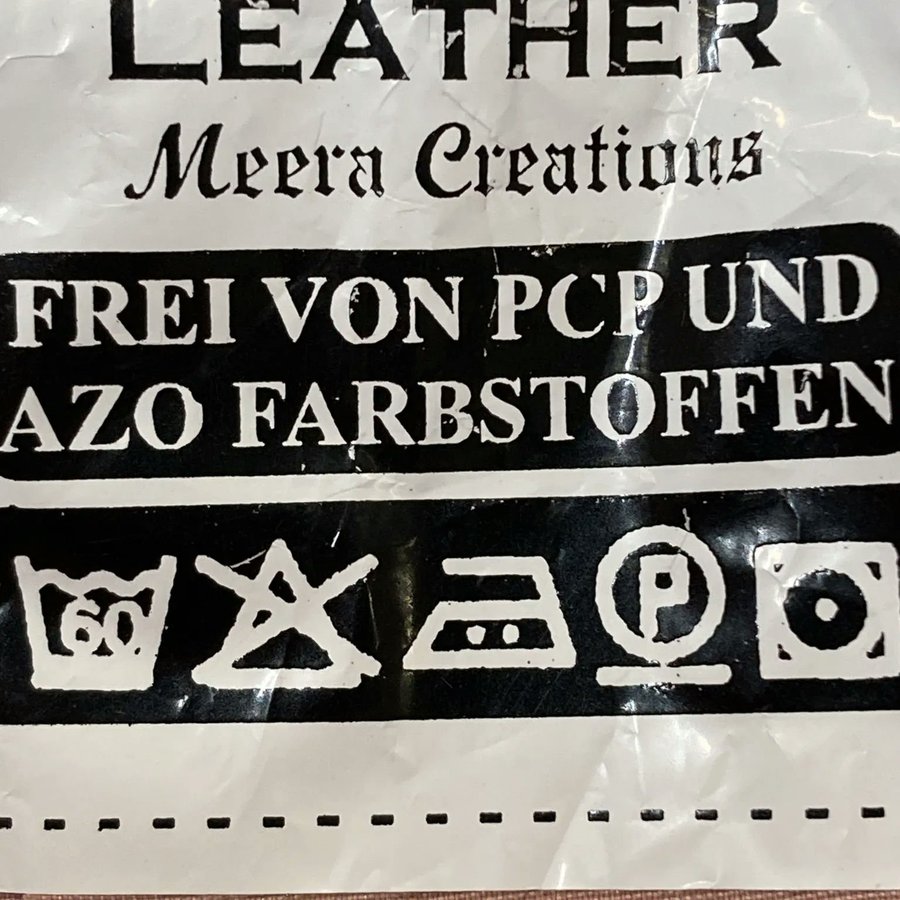 LEATHER
Meera Creations
FREI VON PCP UND
AZO FARBSTOFFEN
60 P